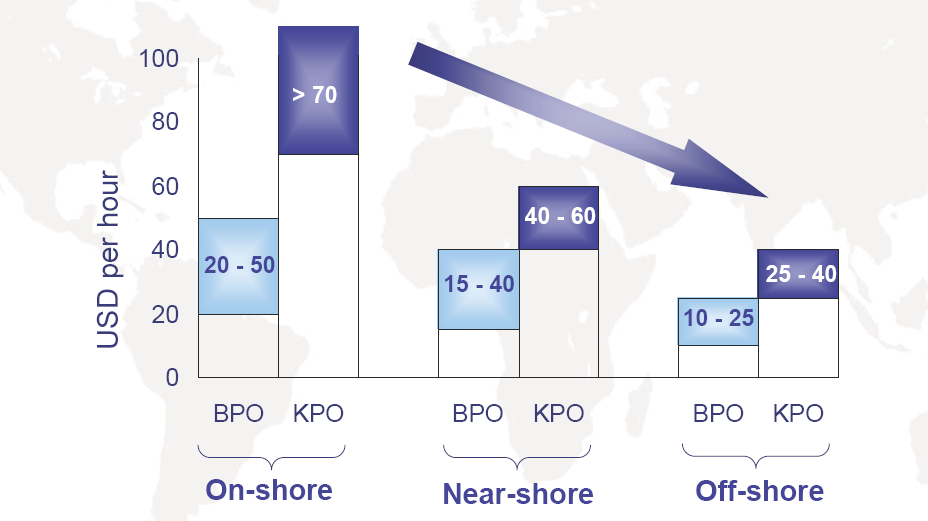 USD per hour
100
80
60
40
20
0
> 70
20 - 50
40 - 60
15 - 40
25 - 40
10 - 25
BPO KPO BPO KPO BPO KPO
On-shore Near-shore Off-shore